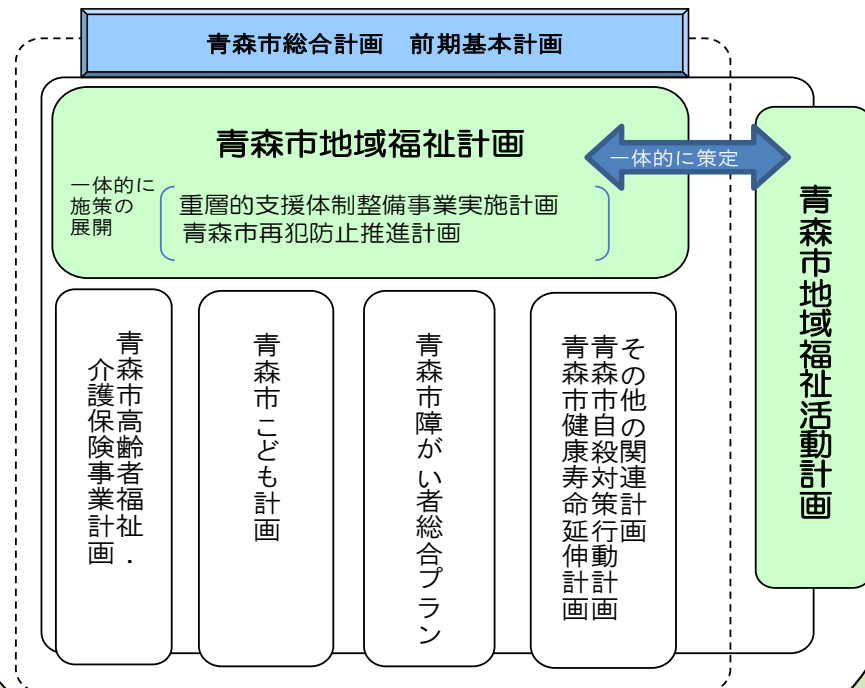 青森市総合計画　前期基本計画
青森市地域福祉計画
一体的に策定
一体的に
施策の
展開
重層的支援体制整備事業実施計画
青森市再犯防止推進計画
青森市地域福祉活動計画
青森市高齢者福祉．
介護保険事業計画
青森市こども計画
青森市障がい者総合プラン
その他の関連計画
青森市自殺対策行動計画
青森市健康寿命延伸計画